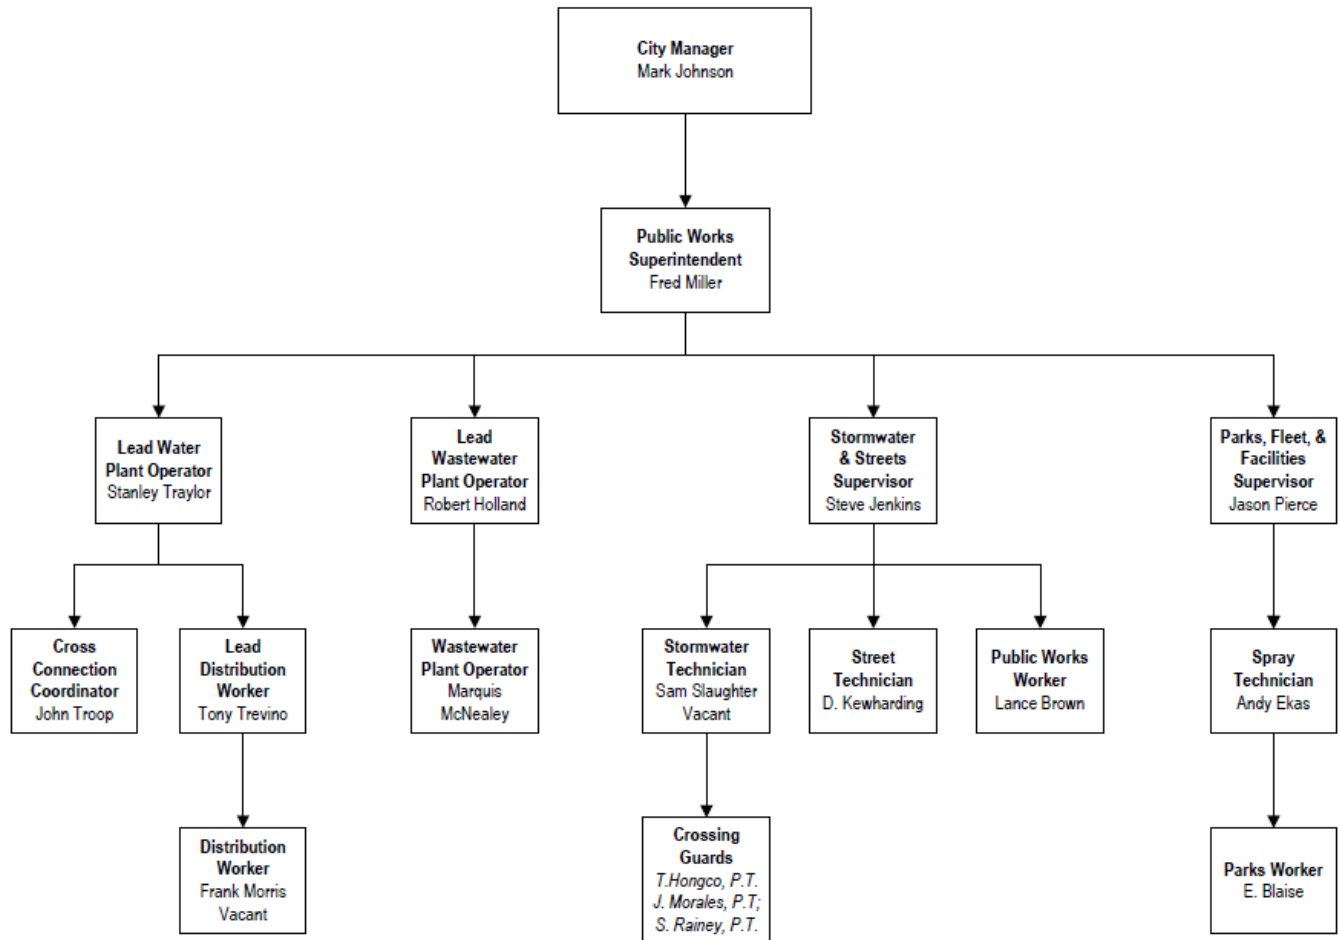 City Manager
Mark Johnson
Public Works
Superintendent
Fred Miller
Lead Water
Plant Operator
Stanley Traylor
Lead
Wastewater
Plant Operator
Robert Holland
Stormwater
& Streets
Supervisor
Steve Jenkins
Parks, Fleet, &
Facilities
Supervisor
Jason Pierce
Cross
Connection
Coordinator
John Troop
Lead
Distribution
Worker
Tony Trevino
Wastewater
Plant Operator
Marquis
McNealey
Stormwater
Technician
Sam Slaughter
Vacant
Street
Technician
D. Kewharding
Public Works
Worker
Lance Brown
Spray
Technician
Andy Ekas
Distribution
Worker
Frank Morris
Vacant
Crossing
Guards
T.Hongco, P.T.
J. Morales, P.T;
S. Rainey, P.T.
Parks Worker
E. Blaise